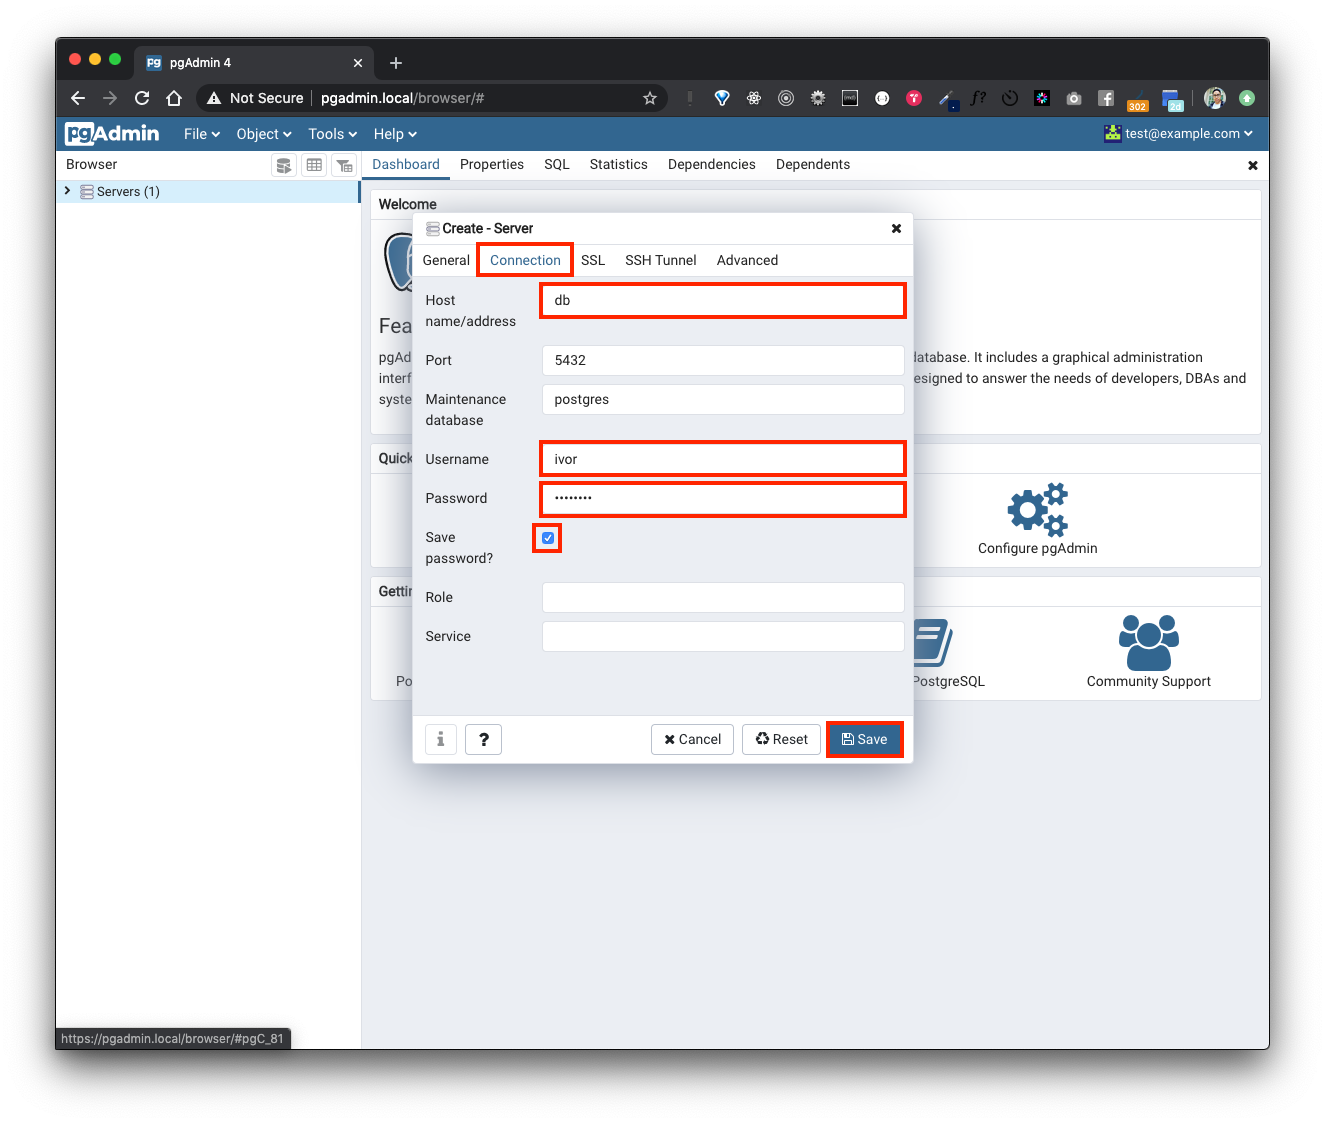 pgAdmin 4
Not Secure
pgadmin.local/browser/#
f?
302
2d
pgAdmin
File
Object
Tools
Help
test@example.com
Browser
Dashboard
Properties
SQL
Statistics
Dependencies
Dependents
Servers (1)
Welcome
Create - Server
General
Connection
SSL
SSH Tunnel
Advanced
Host
name/address
db
Fea
pgAd
atabase. It includes a graphical administration
Port
5432
interf
esigned to answer the needs of developers, DBAs and
syste
Maintenance
database
postgres
Quick
Username
ivor
Password
••••••••
Save
password?
Configure pgAdmin
Gettin
Role
Service
Po
PostgreSQL
Community Support
i
?
Cancel
Reset
Save
https://pgadmin.local/browser/#pgC_81